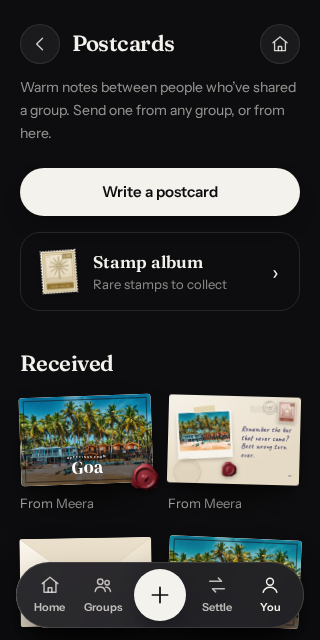 Postcards
Warm notes between people who've shared
a group. Send one from any group, or from
here.
Write a postcard
Stamp album
Rare stamps to collect
Received
Goa
Remember the bus
that never came?
Best wrong turn
ever.
From Meera
From Meera
Home
Groups
Settle
You